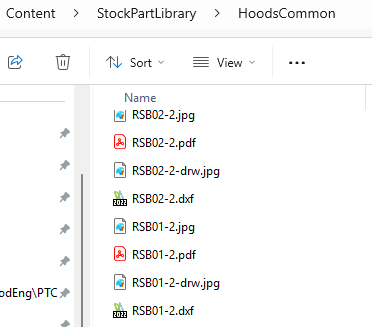 Content > StockPartLibrary > HoodsCommon
Sort View ...
Name
RSB02-2.jpg
RSB02-2.pdf
RSB02-2-drw.jpg
RSB02-2.dxf
RSB01-2.jpg
RSB01-2.pdf
odEng\PTC
RSB01-2-drw.jpg
RSB01-2.dxf